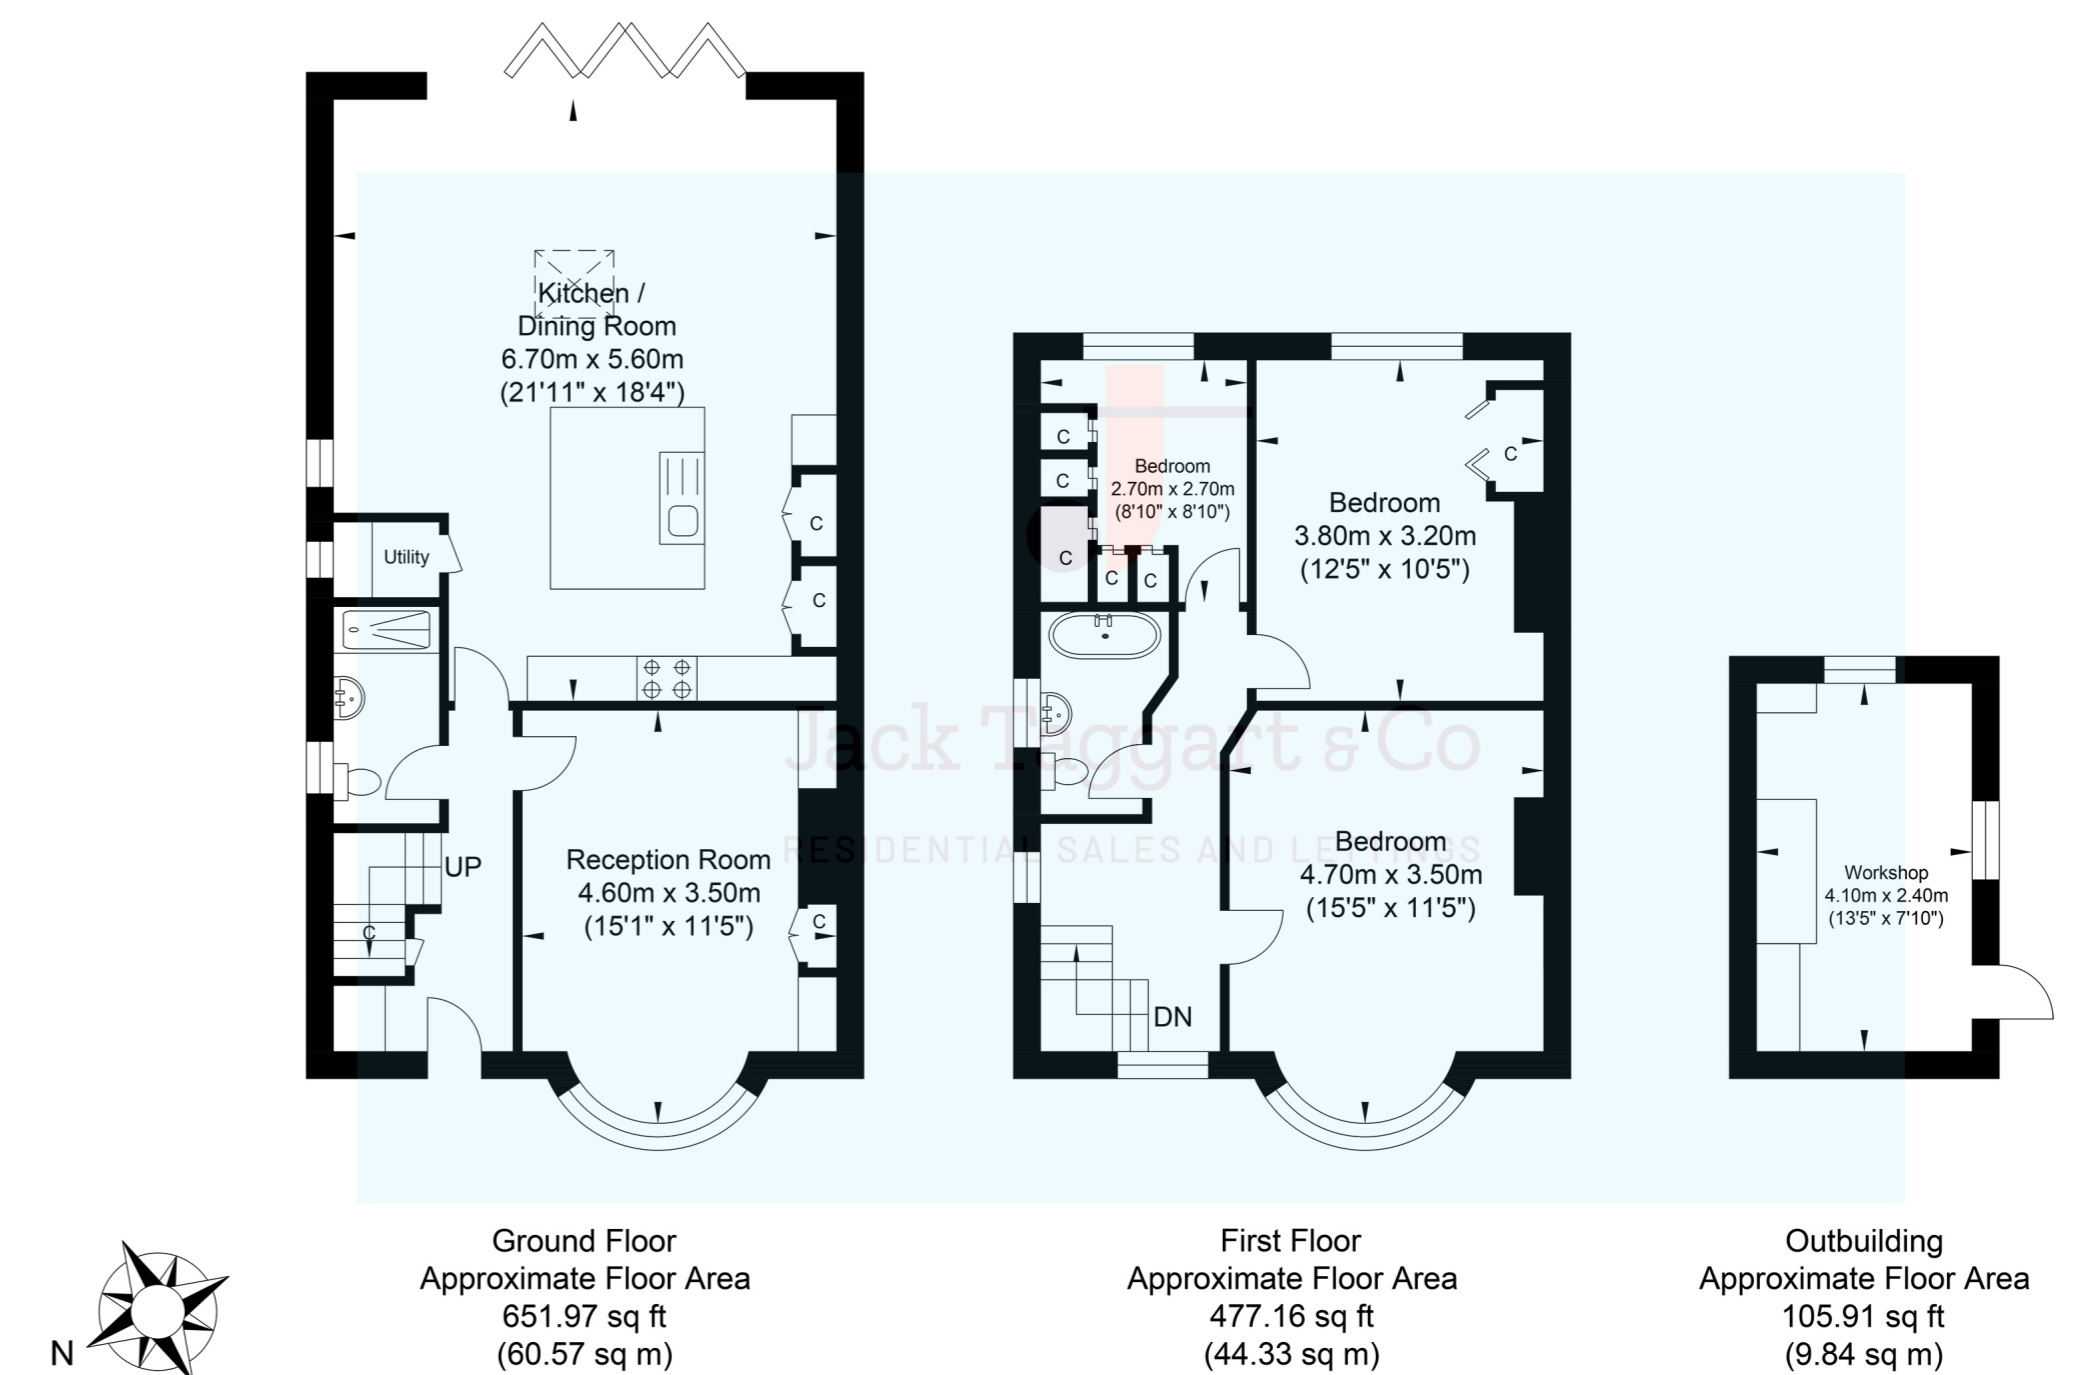 Kitchen /
Dining Room
6.70m x 5.60m
(21'11" x 18'4")
Utility
C
C
UP
C
Reception Room
4.60m x 3.50m
(15'1" x 11'5")
C
C
C
C
C
C
Bedroom
2.70m x 2.70m
(8'10" x 8'10")
Bedroom
3.80m x 3.20m
(12'5" x 10'5")
C
Jack Taggart & Co
RESIDENTIAL SALES AND LETTINGS
Bedroom
4.70m x 3.50m
(15'5" x 11'5")
DN
Workshop
4.10m x 2.40m
(13'5" x 7'10")
N
Ground Floor
Approximate Floor Area
651.97 sq ft
(60.57 sq m)
First Floor
Approximate Floor Area
477.16 sq ft
(44.33 sq m)
Outbuilding
Approximate Floor Area
105.91 sq ft
(9.84 sq m)